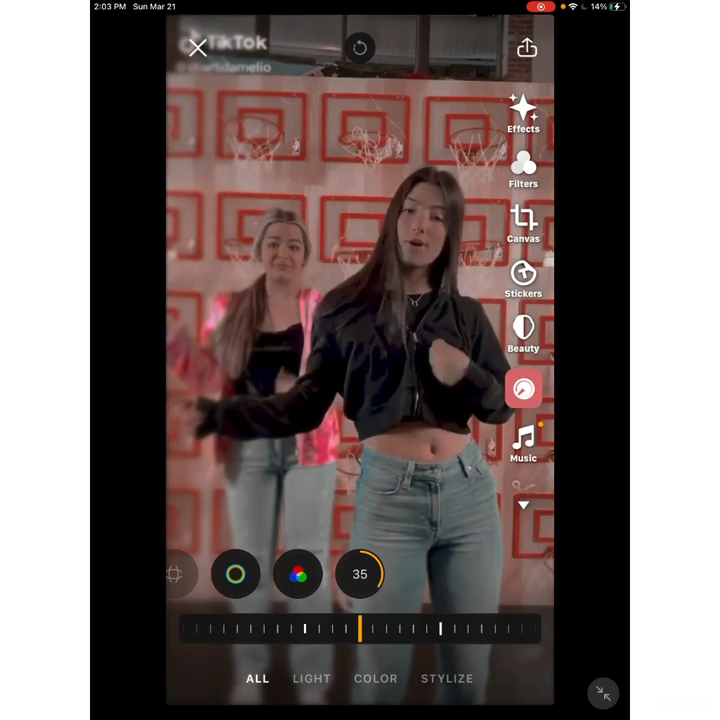 2:03 PM Sun Mar 21
14%
TikTok
@charlidamelio
Effects
Filters
Canvas
Stickers
Beauty
Music
35
ALL LIGHT COLOR STYLIZE